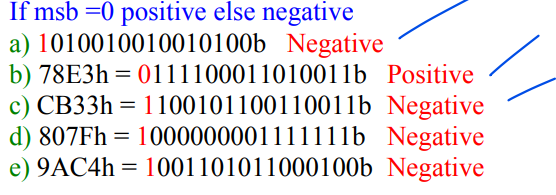 If msb =0 positive else negative
a) 1010010010010100b Negative
b) 78E3h = 0111100011010011b Positive
c) CB33h = 1100101100110011b Negative
d) 807Fh = 1000000001111111b Negative
e) 9AC4h = 1001101011000100b Negative